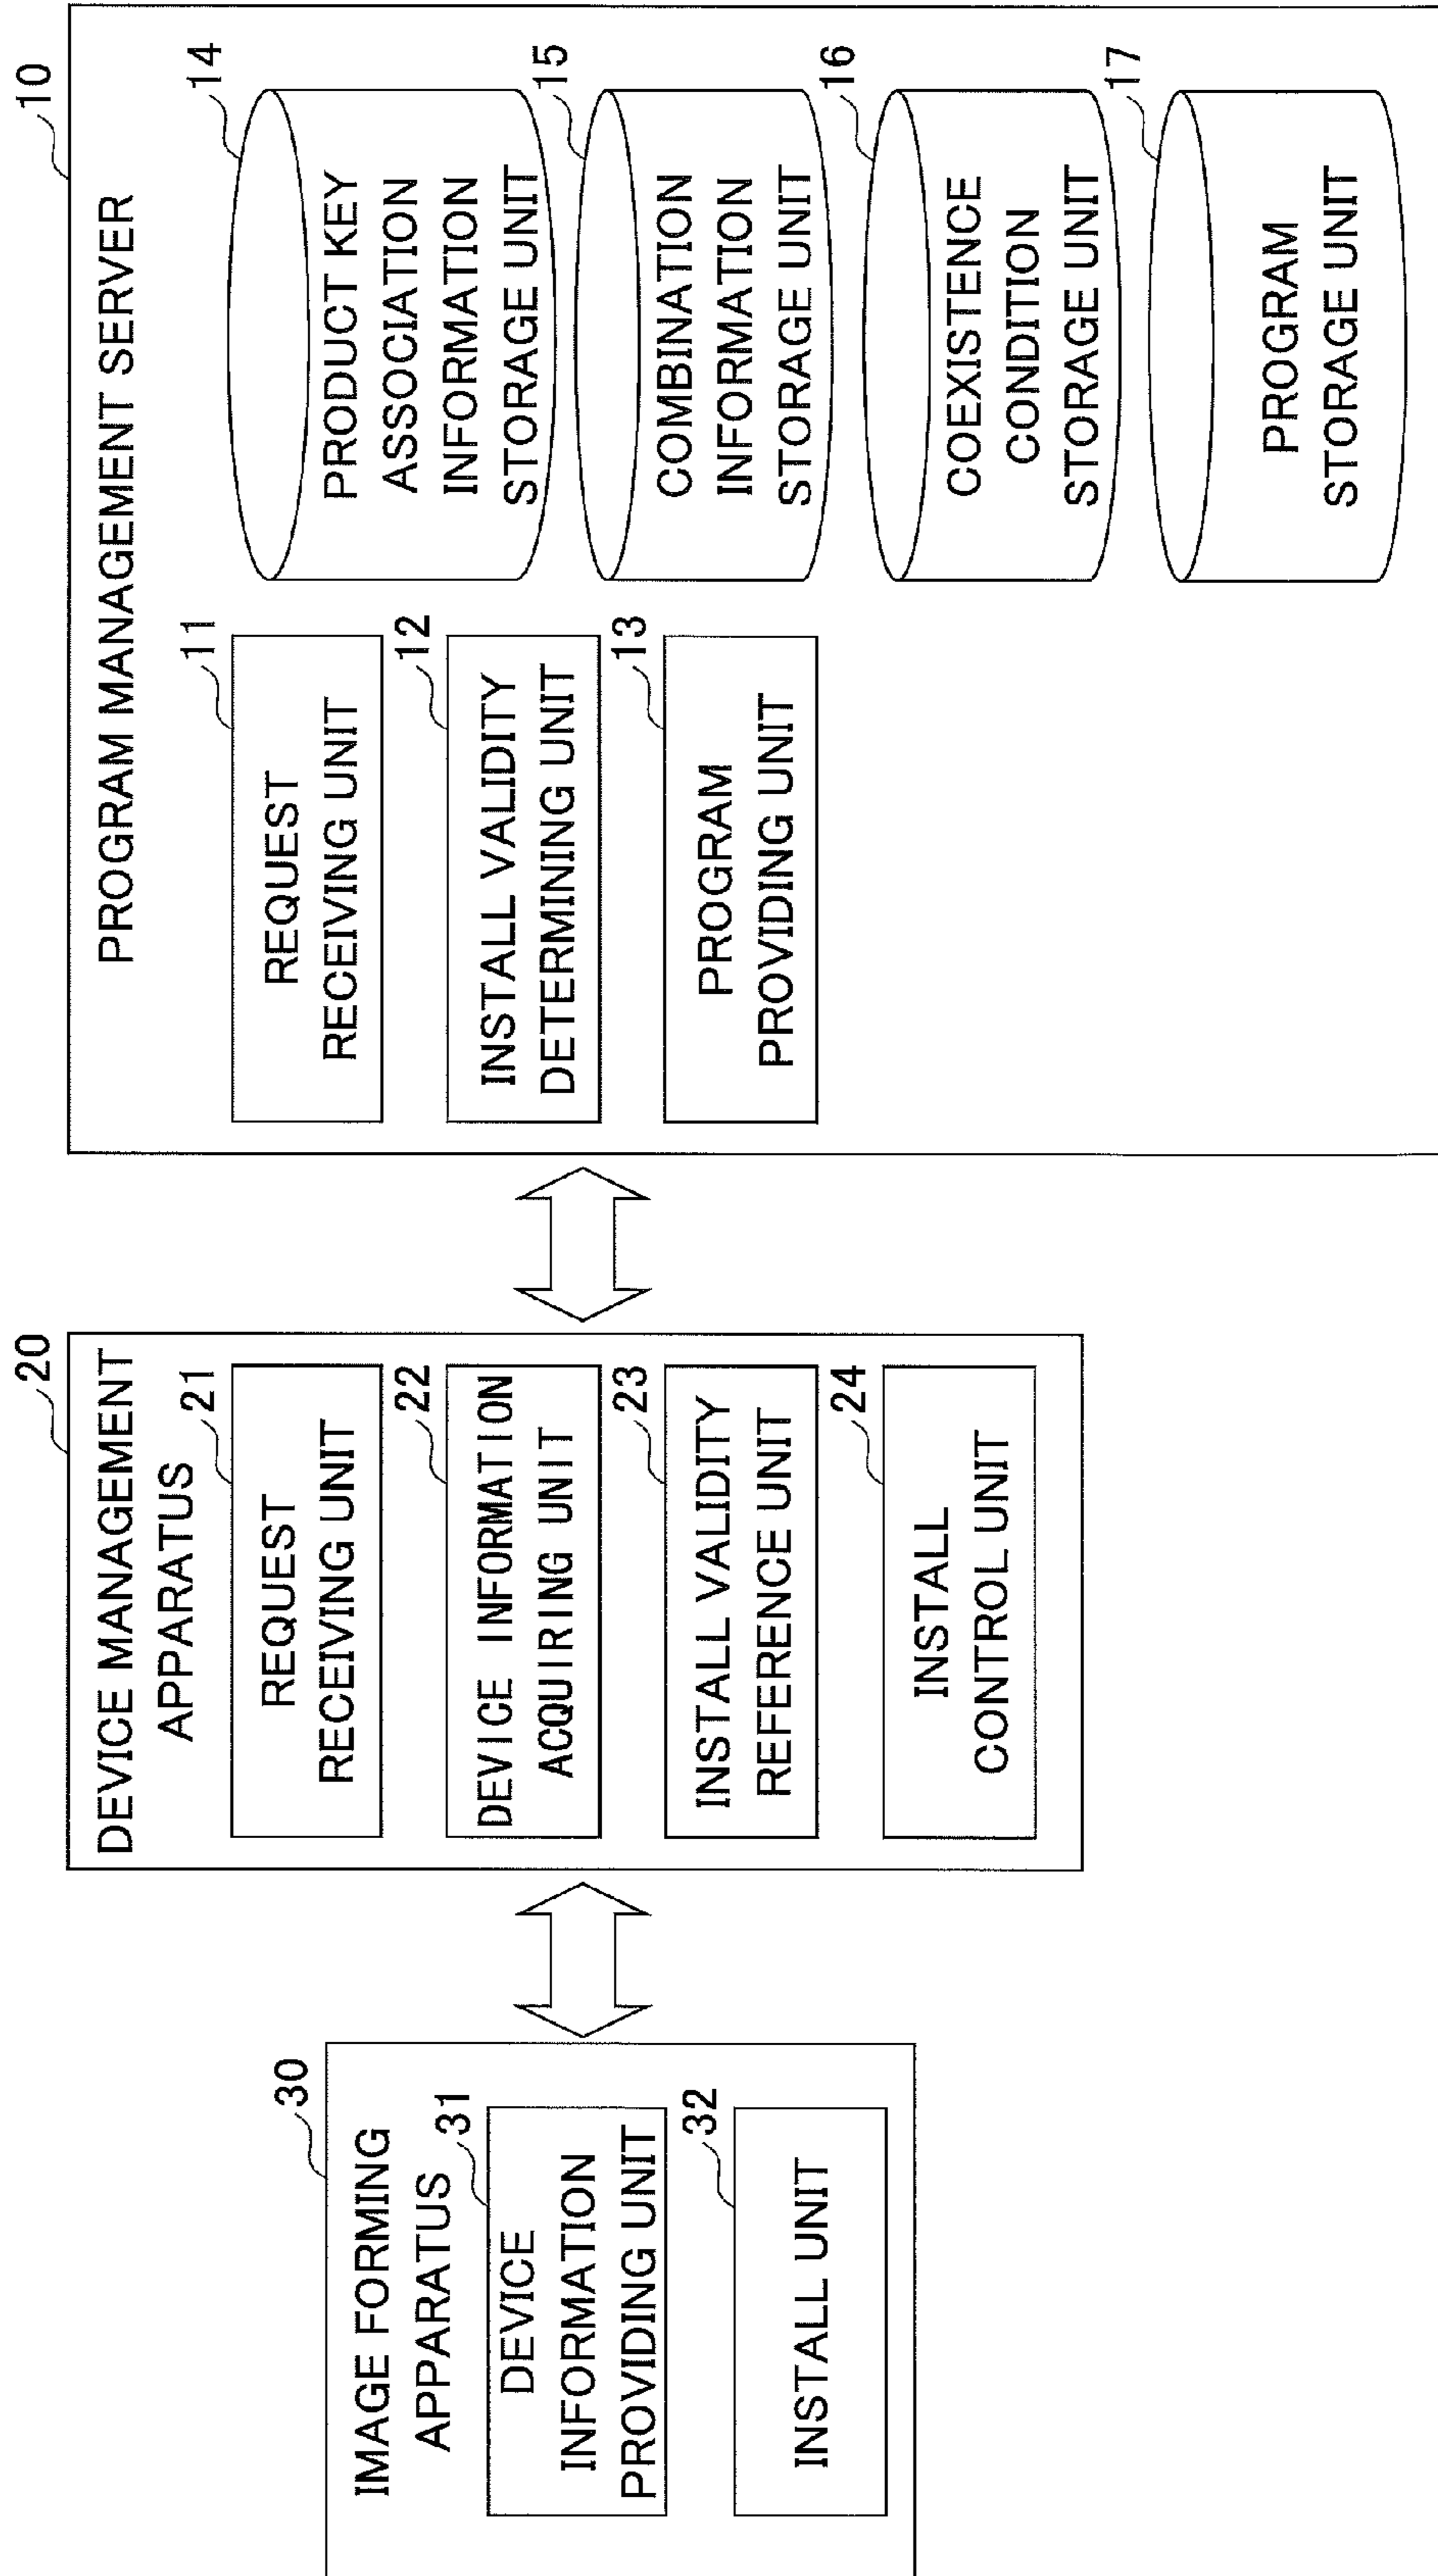 10
PROGRAM MANAGEMENT SERVER
11
REQUEST
RECEIVING UNIT
12
INSTALL VALIDITY
DETERMINING UNIT
13
PROGRAM
PROVIDING UNIT
14
PRODUCT KEY
ASSOCIATION
INFORMATION
STORAGE UNIT
15
COMBINATION
INFORMATION
STORAGE UNIT
16
COEXISTENCE
CONDITION
STORAGE UNIT
17
PROGRAM
STORAGE UNIT
20
DEVICE MANAGEMENT
APPARATUS
21
REQUEST
RECEIVING UNIT
22
DEVICE INFORMATION
ACQUIRING UNIT
23
INSTALL VALIDITY
REFERENCE UNIT
24
INSTALL
CONTROL UNIT
30
IMAGE FORMING
APPARATUS
31
DEVICE
INFORMATION
PROVIDING UNIT
32
INSTALL UNIT